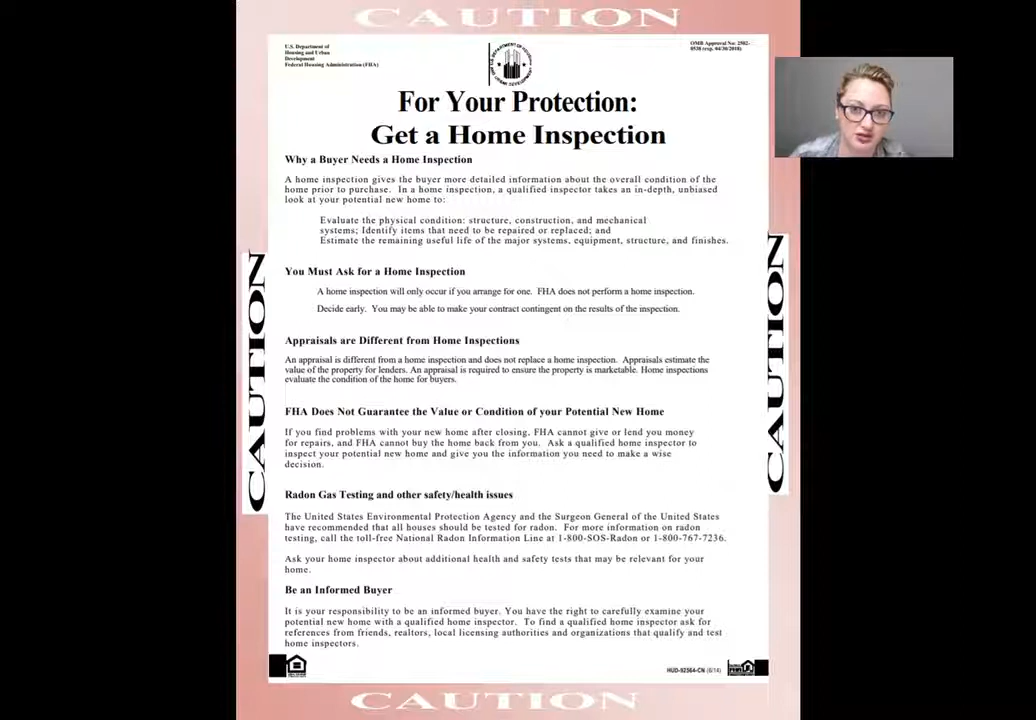 CAUTION
U.S. Department of
Housing and Urban
Development
Federal Housing Administration (FHA)
OMB Approval No: 2502-
0538 (exp. 04/30/2018)
For Your Protection:
Get a Home Inspection
Why a Buyer Needs a Home Inspection
A home inspection gives the buyer more detailed information about the overall condition of the
home prior to purchase. In a home inspection, a qualified inspector takes an in-depth, unbiased
look at your potential new home to:
Evaluate the physical condition: structure, construction, and mechanical
systems; Identify items that need to be repaired or replaced; and
Estimate the remaining useful life of the major systems, equipment, structure, and finishes.
You Must Ask for a Home Inspection
A home inspection will only occur if you arrange for one. FHA does not perform a home inspection.
Decide early. You may be able to make your contract contingent on the results of the inspection.
Appraisals are Different from Home Inspections
An appraisal is different from a home inspection and does not replace a home inspection. Appraisals estimate the
value of the property for lenders. An appraisal is required to ensure the property is marketable. Home inspections
evaluate the condition of the home for buyers.
FHA Does Not Guarantee the Value or Condition of your Potential New Home
If you find problems with your new home after closing, FHA cannot give or lend you money
for repairs, and FHA cannot buy the home back from you. Ask a qualified home inspector to
inspect your potential new home and give you the information you need to make a wise
decision.
Radon Gas Testing and other safety/health issues
The United States Environmental Protection Agency and the Surgeon General of the United States
have recommended that all houses should be tested for radon. For more information on radon
testing, call the toll-free National Radon Information Line at 1-800-SOS-Radon or 1-800-767-7236.
Ask your home inspector about additional health and safety tests that may be relevant for your
home.
Be an Informed Buyer
It is your responsibility to be an informed buyer. You have the right to carefully examine your
potential new home with a qualified home inspector. To find a qualified home inspector ask for
references from friends, realtors, local licensing authorities and organizations that qualify and test
home inspectors.
HUD-92564-CN (6/14)
CAUTION
CAUTION
CAUTION